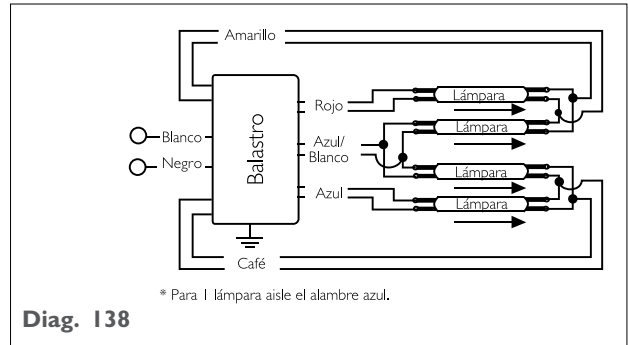 Amarillo
Balastro
Rojo
Blanco
Azul/
Blanco
Negro
Azul
Café
Lámpara
Lámpara
Lámpara
Lámpara
* Para 1 lámpara aisle el alambre azul.
Diag. 138